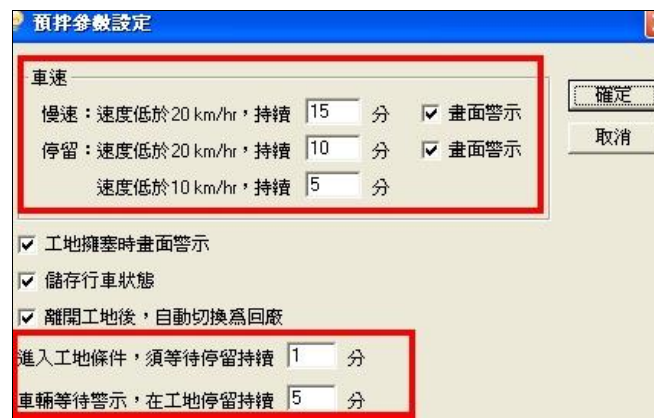 預拌參數設定
車速
慢速：速度低於20 km/hr，持續 15 分 畫面警示
停留：速度低於20 km/hr，持續 10 分 畫面警示
速度低於10 km/hr，持續 5 分
確定
取消
工地擁塞時畫面警示
儲存行車狀態
離開工地後，自動切換爲回廠
進入工地條件，須等待停留持續 1 分
車輛等待警示，在工地停留持續 5 分